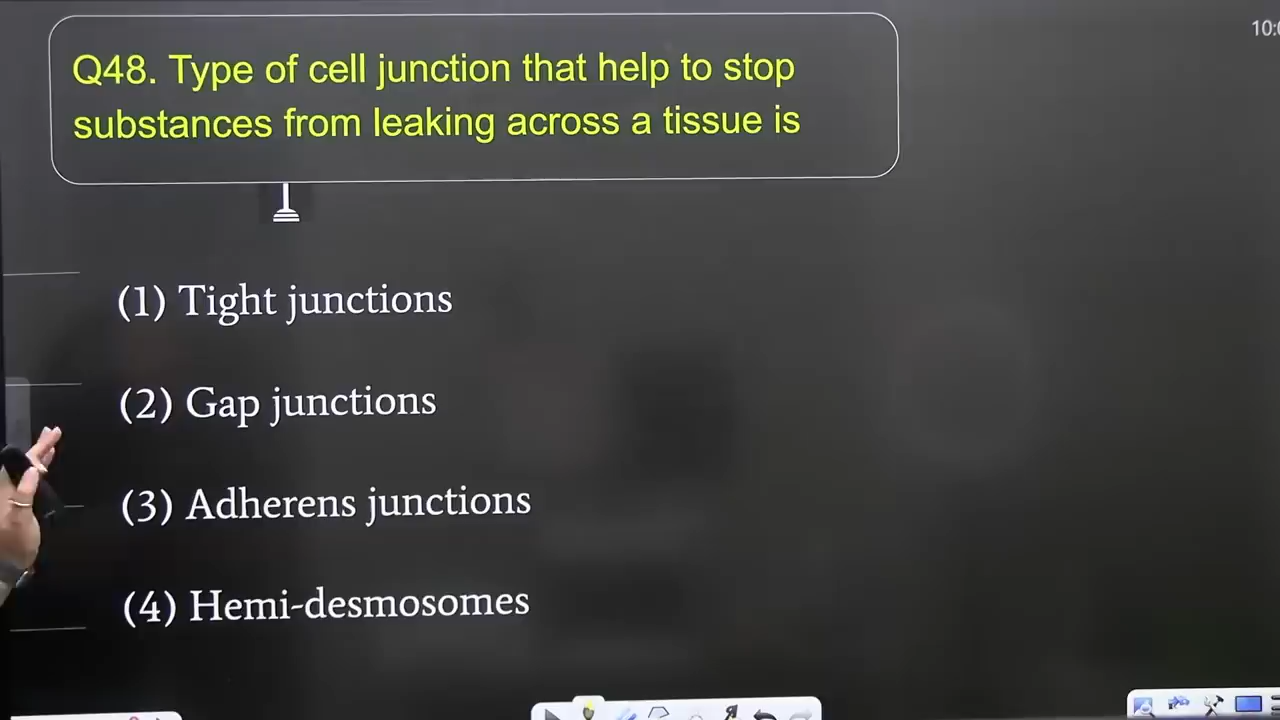 Q48. Type of cell junction that help to stop
substances from leaking across a tissue is
(1) Tight junctions
(2) Gap junctions
(3) Adherens junctions
(4) Hemi-desmosomes